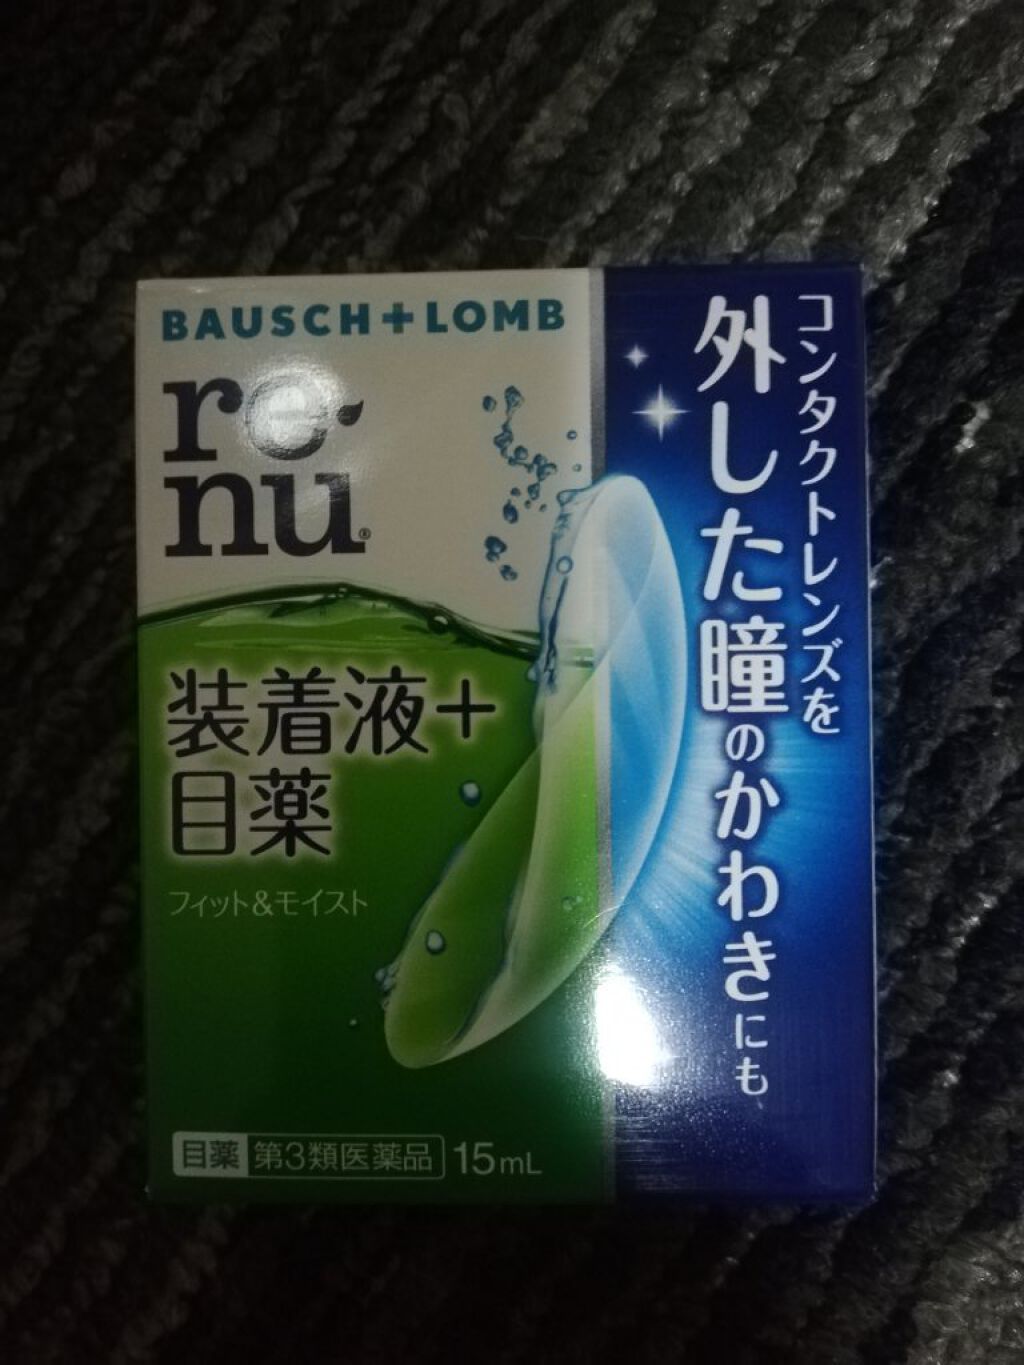 BAUSCH+LOMB
re
nu®
装着液+
目薬
フィット&モイスト
目薬 第3類医薬品 15mL
コンタクトレンズを
外した瞳のかわきにも